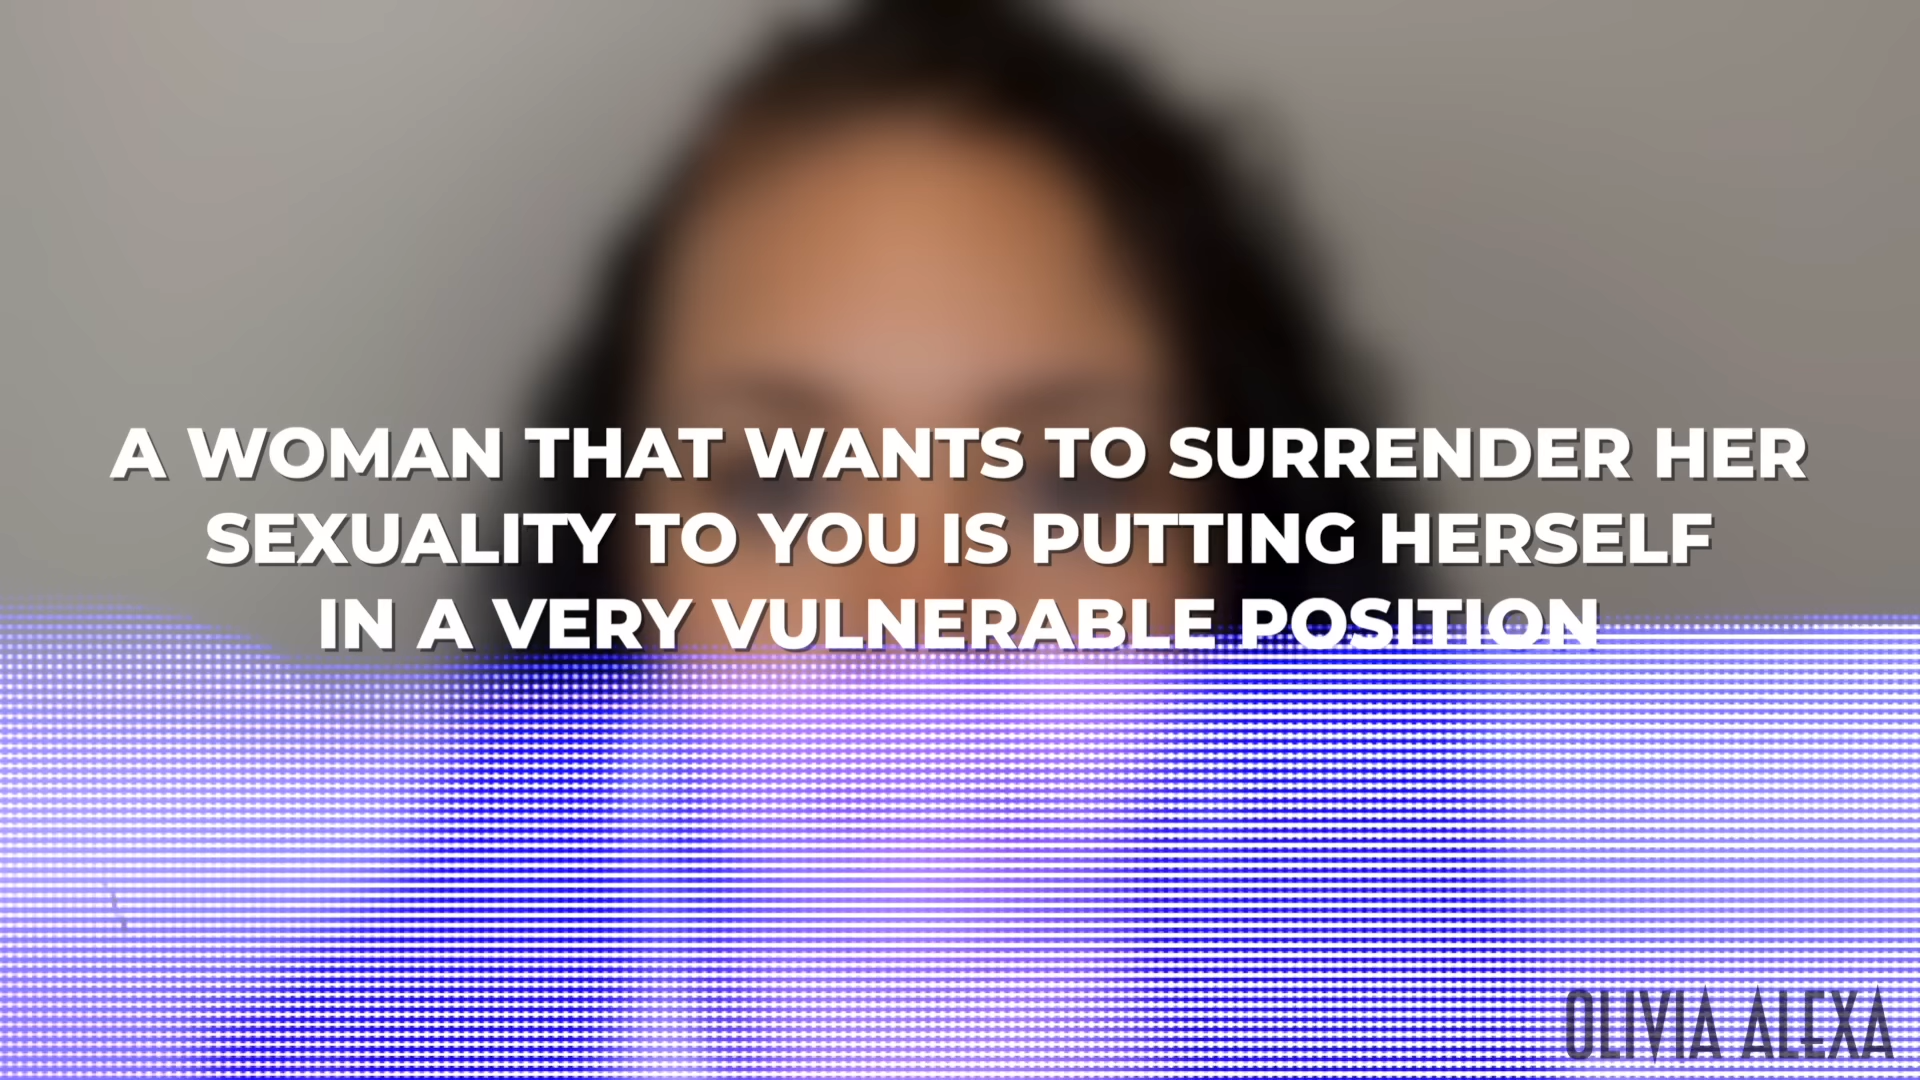 A WOMAN THAT WANTS TO SURRENDER HER
SEXUALITY TO YOU IS PUTTING HERSELF
IN A VERY VULNERABLE POSITION
OLIVIA ALEXA